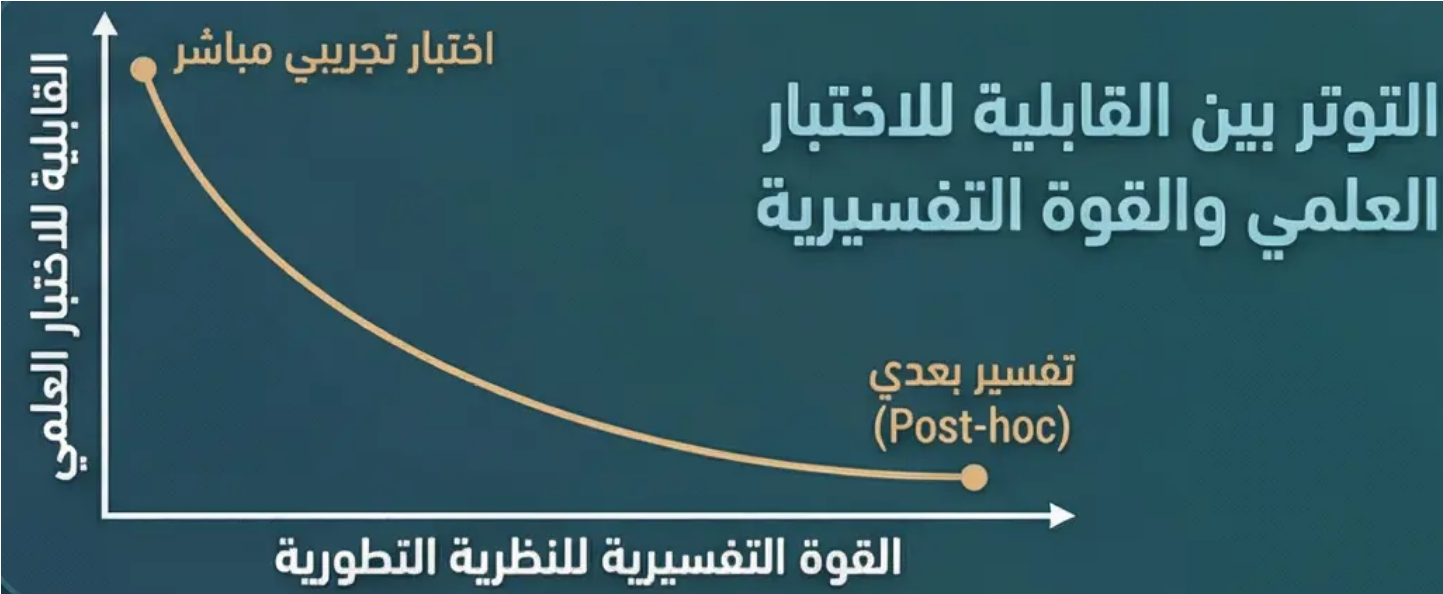 التوتر بين القابلية للاختبار
العلمي والقوة التفسيرية
اختبار تجريبي مباشر
القابلية للاختبار العلمي
تفسير بعدي
(Post-hoc)
القوة التفسيرية للنظرية التطورية